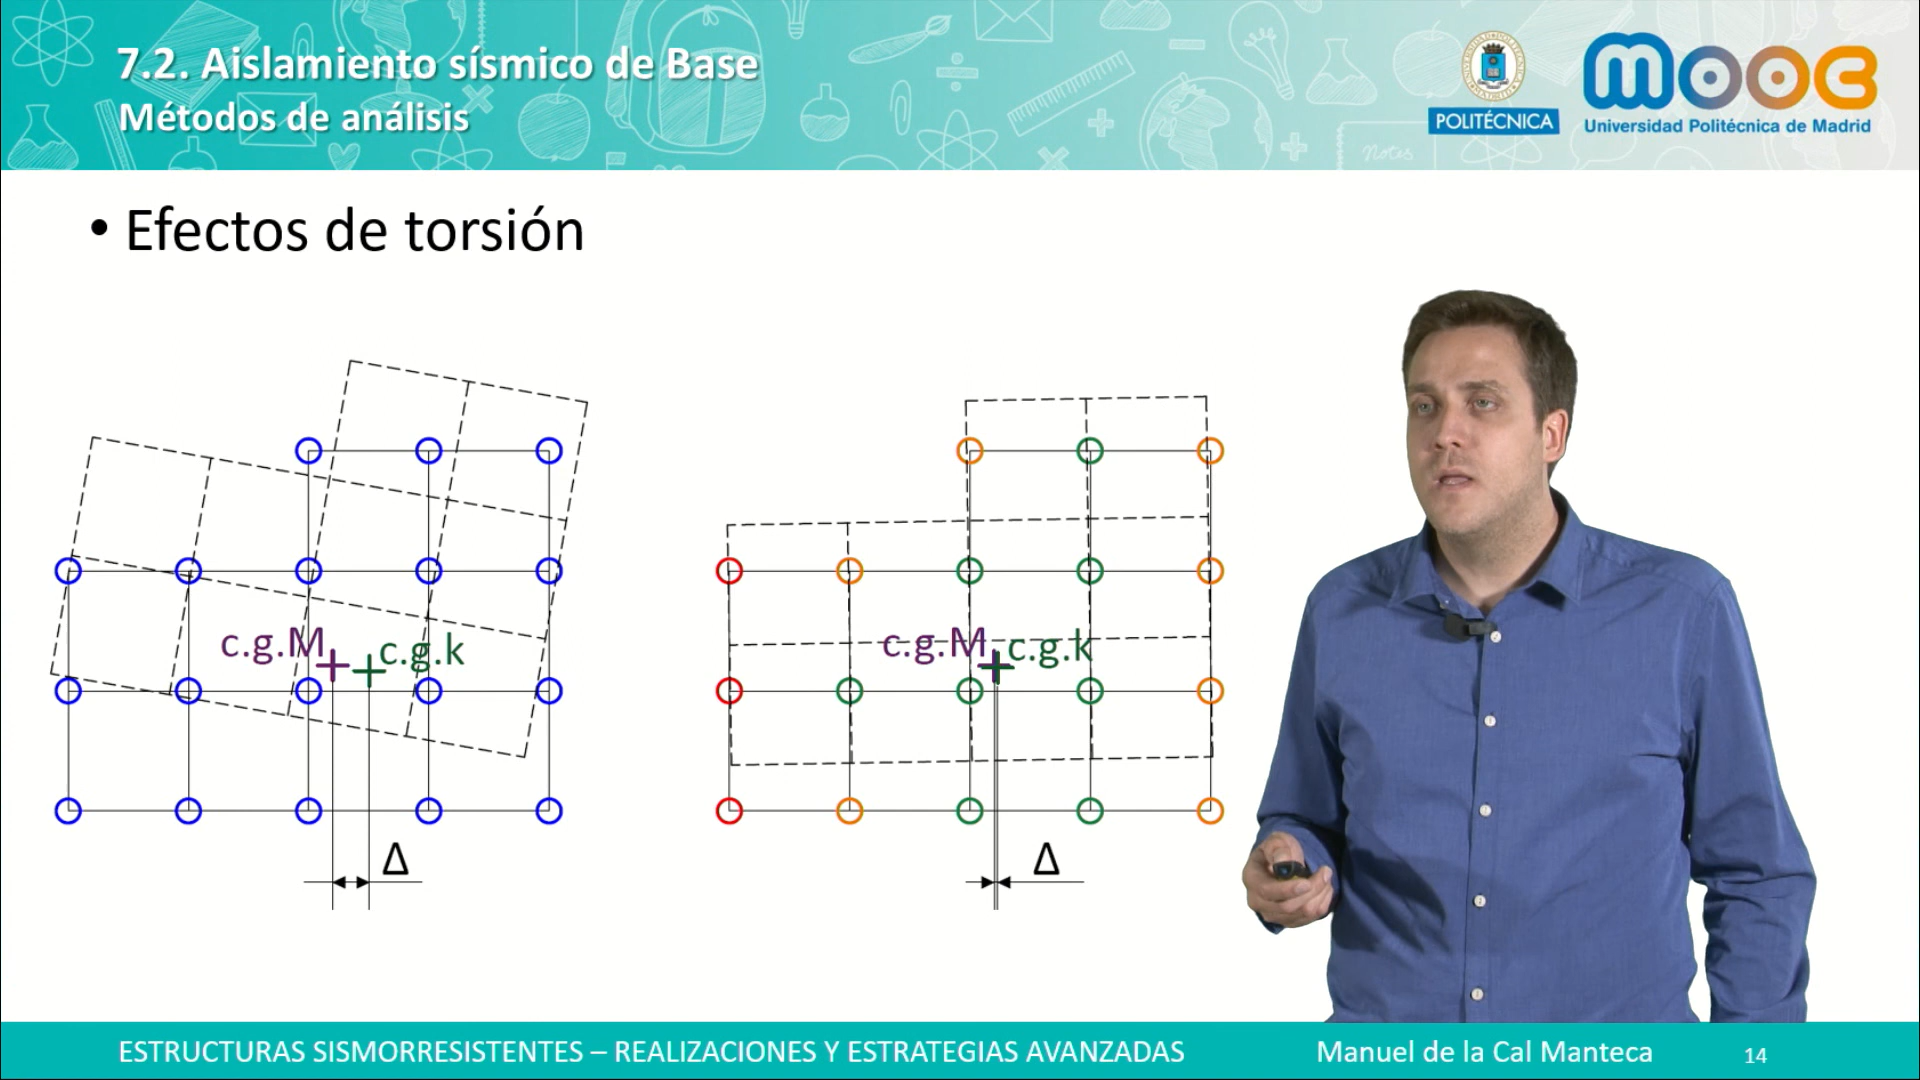 7.2. Aislamiento sísmico de Base
Métodos de análisis
POLITÉCNICA
MOOC
Universidad Politécnica de Madrid
Notes
• Efectos de torsión
c.g.M
c.g.k
c.g.M
c.g.k
Δ
Δ
ESTRUCTURAS SISMORRESISTENTES – REALIZACIONES Y ESTRATEGIAS AVANZADAS
Manuel de la Cal Manteca
14